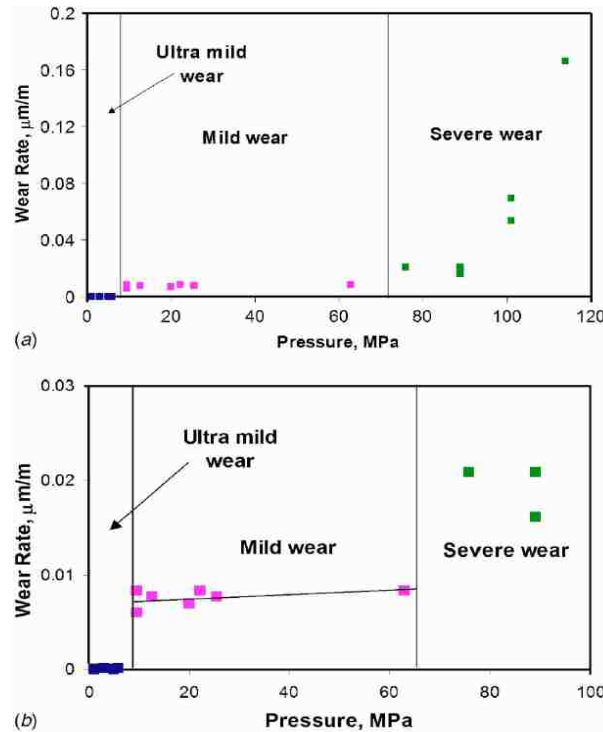 0.2
Ultra mild
wear
0.16
Wear Rate, μm/m
0.12
Mild wear
Severe wear
0.08
0.04
0
0 20 40 60 80 100 120
(a)
Pressure, MPa
0.03
Ultra mild
wear
Wear Rate, μm/m
0.02
Mild wear
Severe wear
0.01
0
0 20 40 60 80 100
(b)
Pressure, MPa